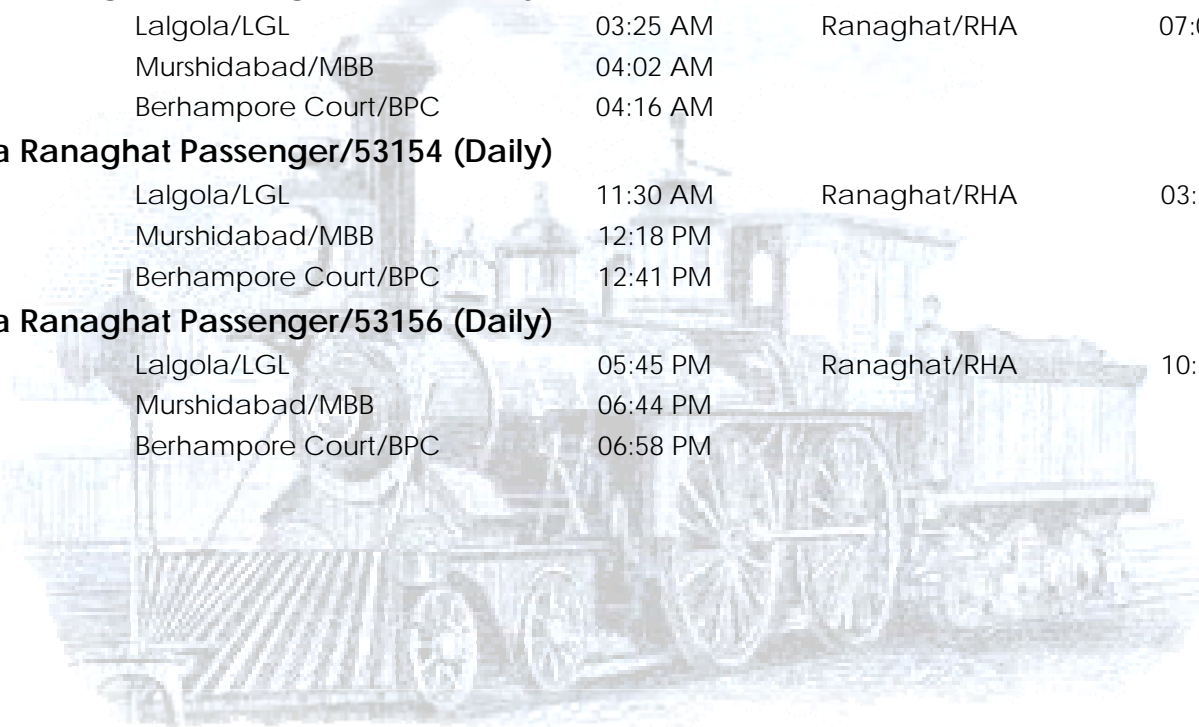 Lalgola/LGL 03:25 AM Ranaghat/RHA 07:
Murshidabad/MBB 04:02 AM
Berhampore Court/BPC 04:16 AM
a Ranaghat Passenger/53154 (Daily)
Lalgola/LGL 11:30 AM Ranaghat/RHA 03:
Murshidabad/MBB 12:18 PM
Berhampore Court/BPC 12:41 PM
a Ranaghat Passenger/53156 (Daily)
Lalgola/LGL 05:45 PM Ranaghat/RHA 10:
Murshidabad/MBB 06:44 PM
Berhampore Court/BPC 06:58 PM